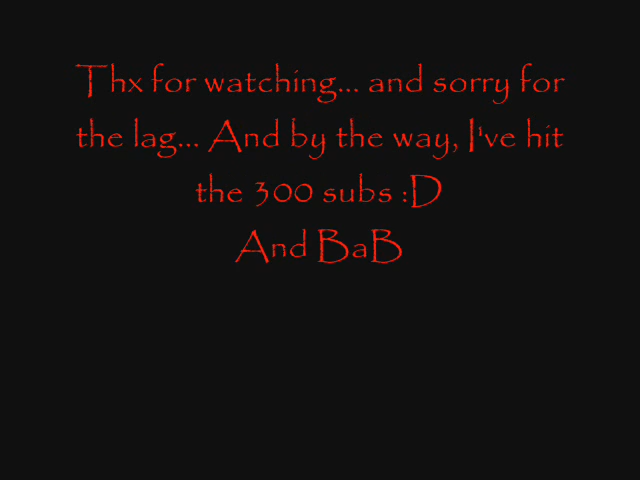 Thx for watching... and sorry for
the lag... And by the way, I've hit
the 300 subs :D
And BaB